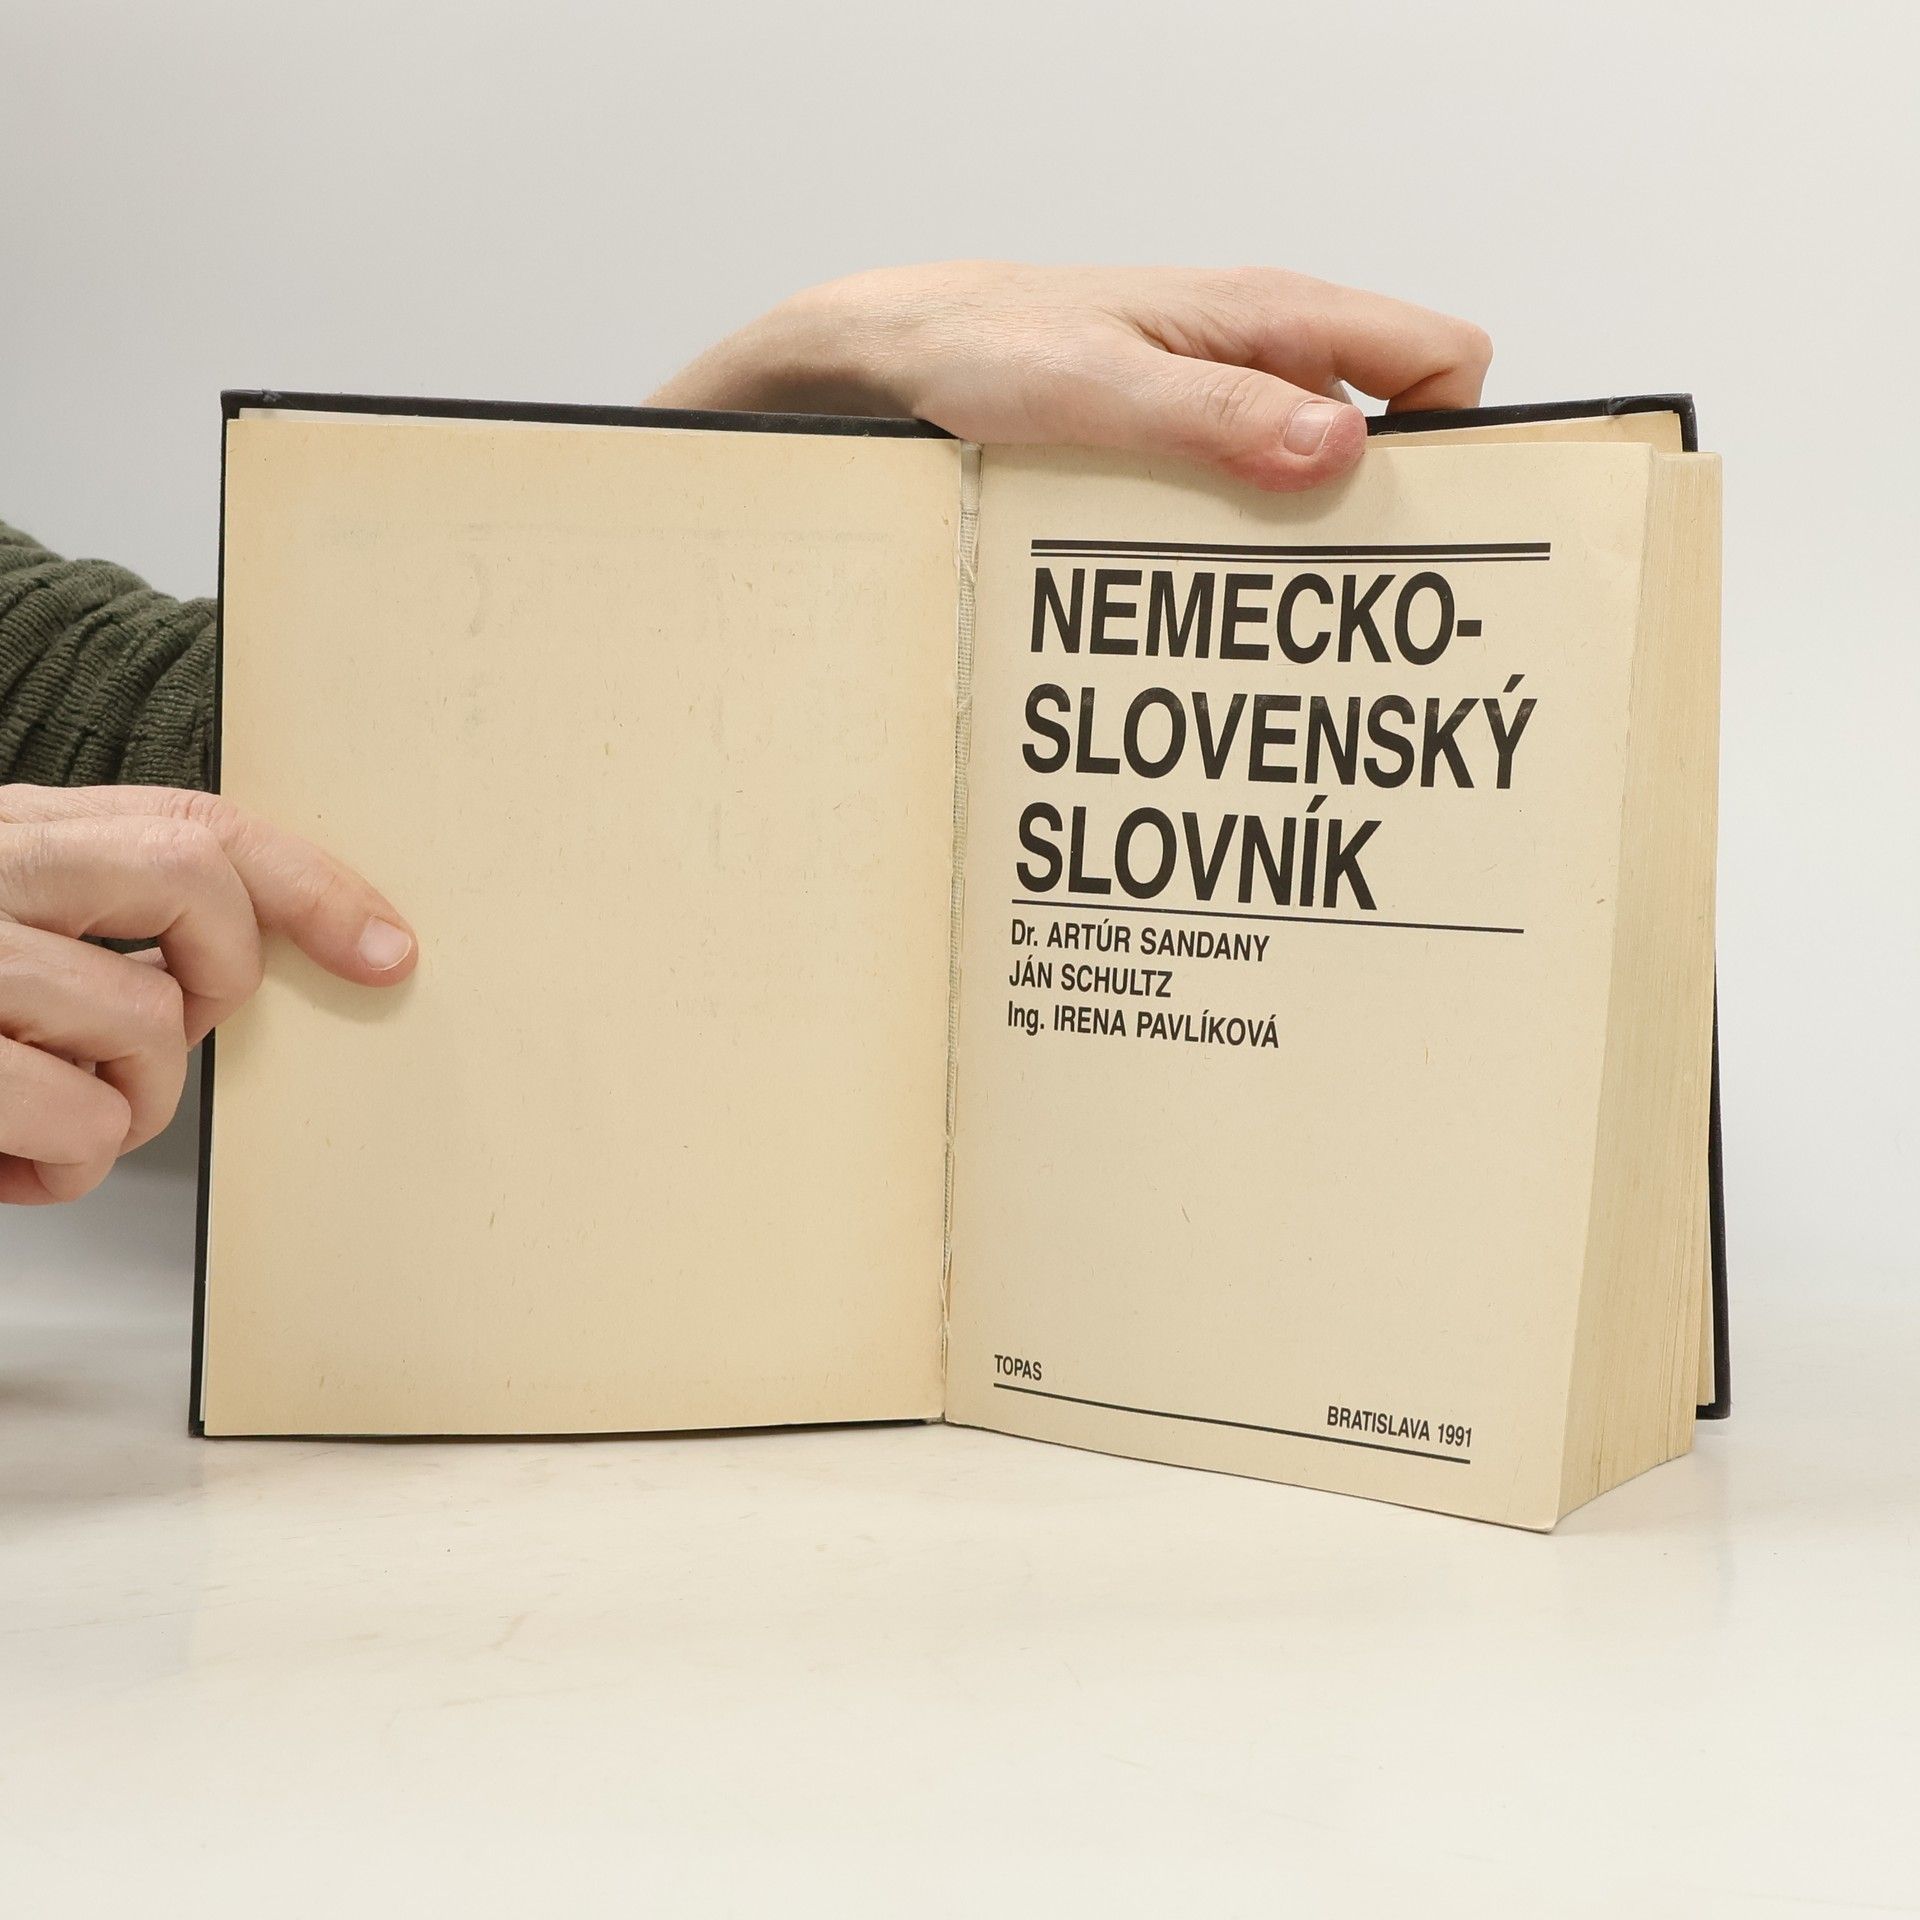 NEMECKO-
SLOVENSKÝ
SLOVNÍK
Dr. ARTÚR SANDANY
JÁN SCHULTZ
Ing. IRENA PAVLÍKOVÁ
TOPAS
BRATISLAVA 1991